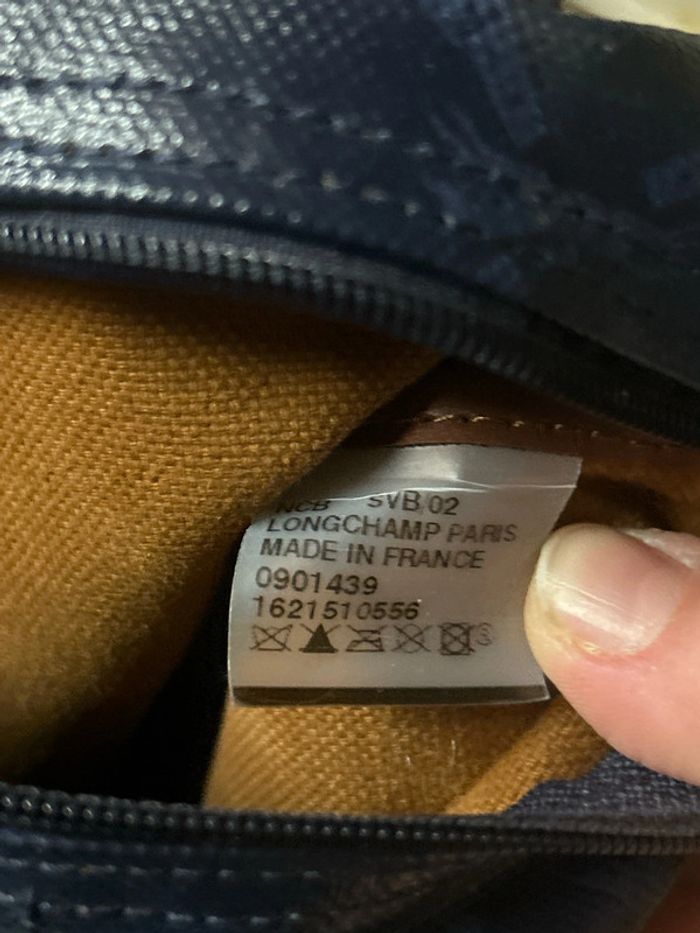 NCB SVB/02
LONGCHAMP PARIS
MADE IN FRANCE
0901439
1621510556